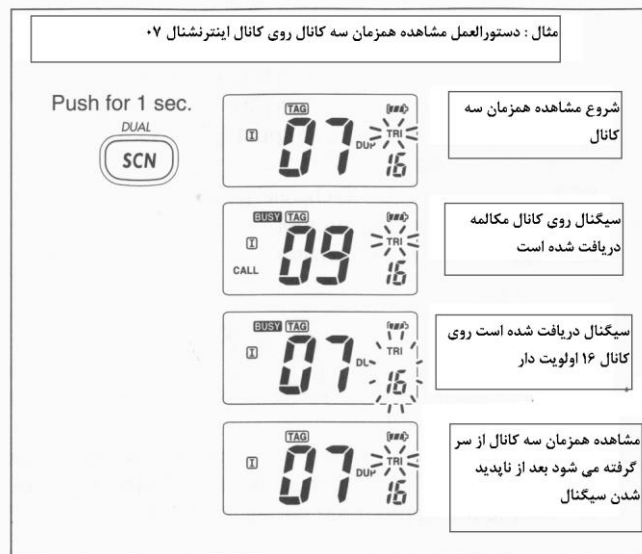 مثال : دستورالعمل مشاهده همزمان سه کانال روی کانال اینترنشنال ۰۷
Push for 1 sec.
DUAL
SCN
TAG
I 07 DUP TRI
16
شروع مشاهده همزمان سه
کانال
BUSY TAG
I 09 TRI
CALL 16
سیگنال روی کانال مکالمه
دریافت شده است
BUSY TAG
I 07 TRI
16
سیگنال دریافت شده است روی
کانال ۱۶ اولویت دار
TAG
I 07 DUP TRI
16
مشاهده همزمان سه کانال از سر
گرفته می شود بعد از ناپدید
شدن سیگنال